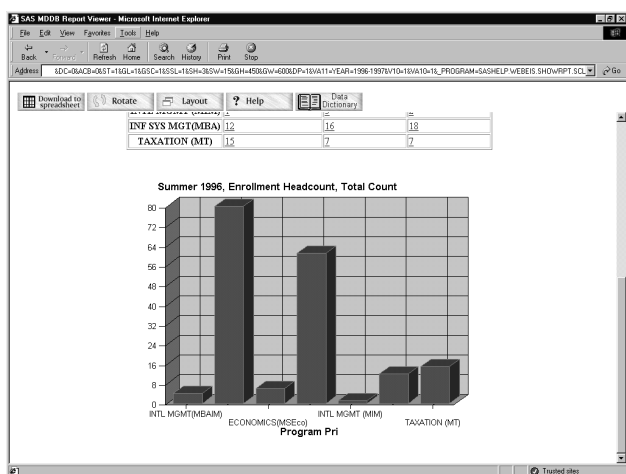 SAS MDDB Report Viewer - Microsoft Internet Explorer
File Edit View Favorites Tools Help
Back Forward Refresh Home Search History Print Stop
Address &DC=0&ACB=0&ST=1&GL=1&GSC=1&SSL=1&SH=3&SW=15&GH=450&GW=600&DP=1&VA11=YEAR=1996-1997&V10=1&VA10=1&_PROGRAM=SASHELP.WEBEIS.SHOWRPT.SCL Go
Download to spreadsheet Rotate Layout ? Help Data Dictionary
INTL MGMT (MIM)
INF SYS MGT(MBA) 12 16 18
TAXATION (MT) 15 7 7
Summer 1996, Enrollment Headcount, Total Count
80
72
64
56
48
40
32
24
16
8
0
INTL MGMT(MBAIM) INTL MGMT (MIM)
ECONOMICS(MSEco) TAXATION (MT)
Program Pri
Trusted sites